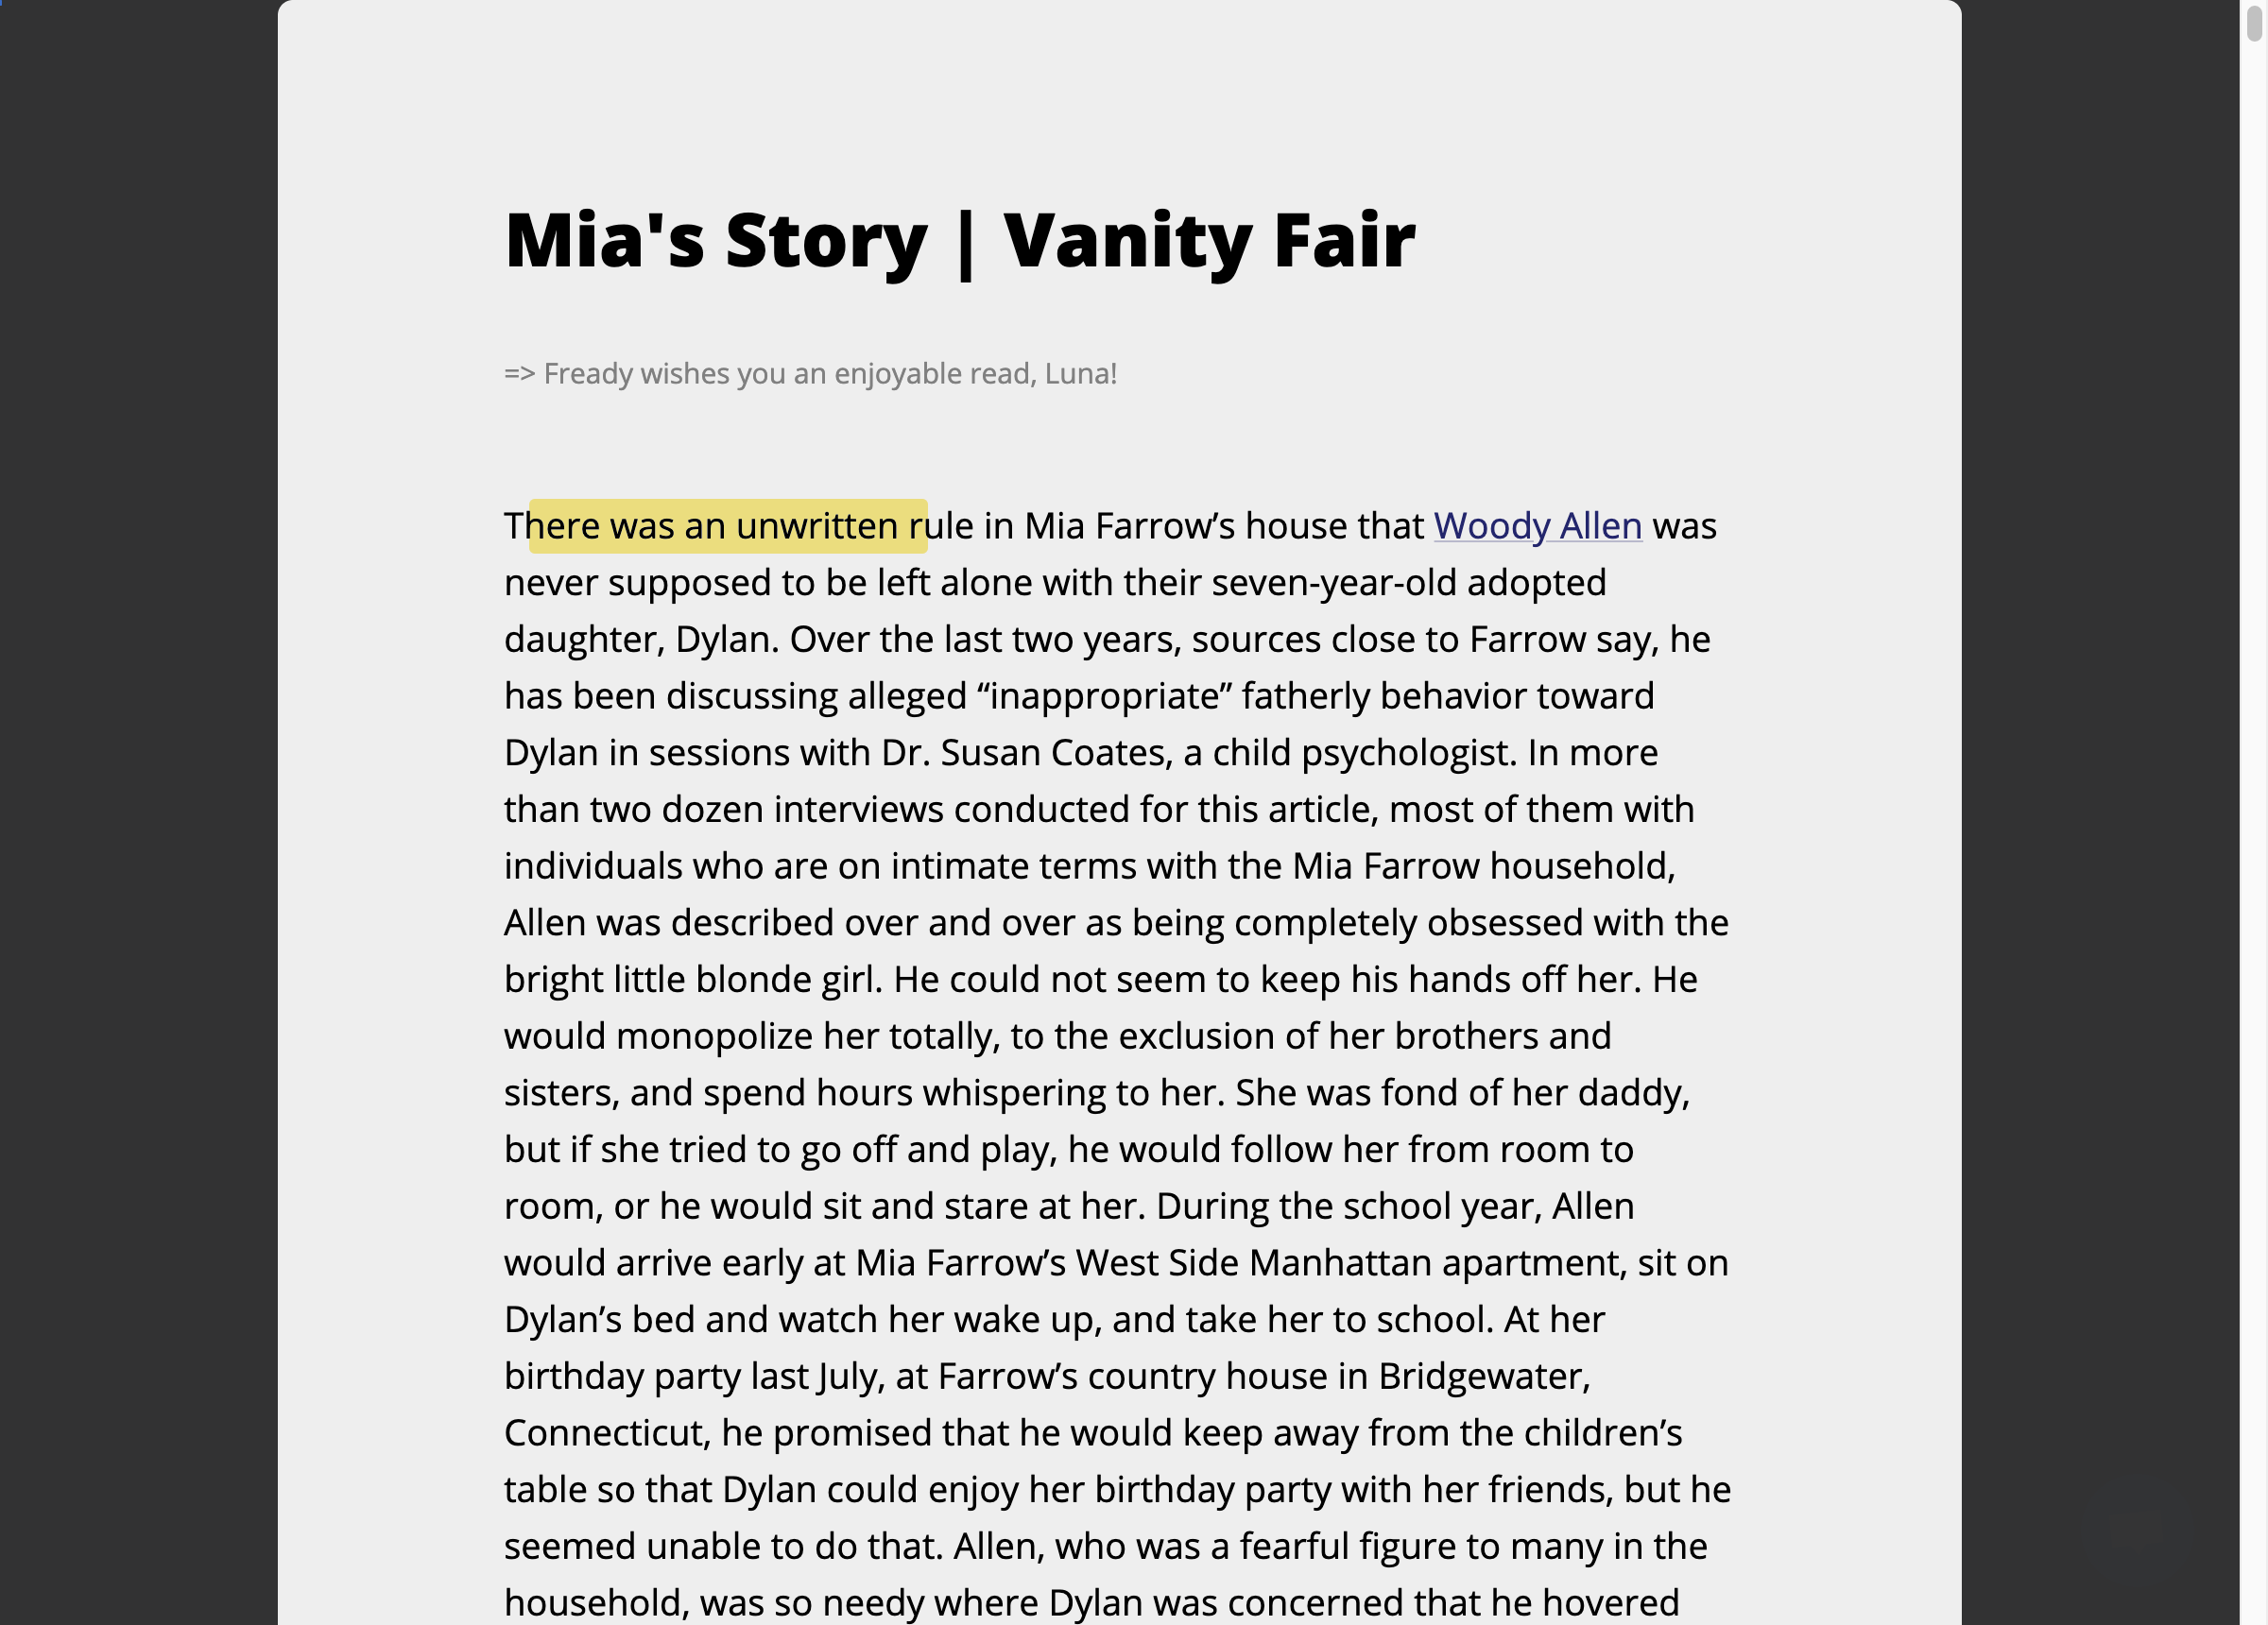 Mia's Story | Vanity Fair
=> Fready wishes you an enjoyable read, Luna!
There was an unwritten rule in Mia Farrow’s house that Woody Allen was
never supposed to be left alone with their seven-year-old adopted
daughter, Dylan. Over the last two years, sources close to Farrow say, he
has been discussing alleged “inappropriate” fatherly behavior toward
Dylan in sessions with Dr. Susan Coates, a child psychologist. In more
than two dozen interviews conducted for this article, most of them with
individuals who are on intimate terms with the Mia Farrow household,
Allen was described over and over as being completely obsessed with the
bright little blonde girl. He could not seem to keep his hands off her. He
would monopolize her totally, to the exclusion of her brothers and
sisters, and spend hours whispering to her. She was fond of her daddy,
but if she tried to go off and play, he would follow her from room to
room, or he would sit and stare at her. During the school year, Allen
would arrive early at Mia Farrow’s West Side Manhattan apartment, sit on
Dylan’s bed and watch her wake up, and take her to school. At her
birthday party last July, at Farrow’s country house in Bridgewater,
Connecticut, he promised that he would keep away from the children’s
table so that Dylan could enjoy her birthday party with her friends, but he
seemed unable to do that. Allen, who was a fearful figure to many in the
household, was so needy where Dylan was concerned that he hovered